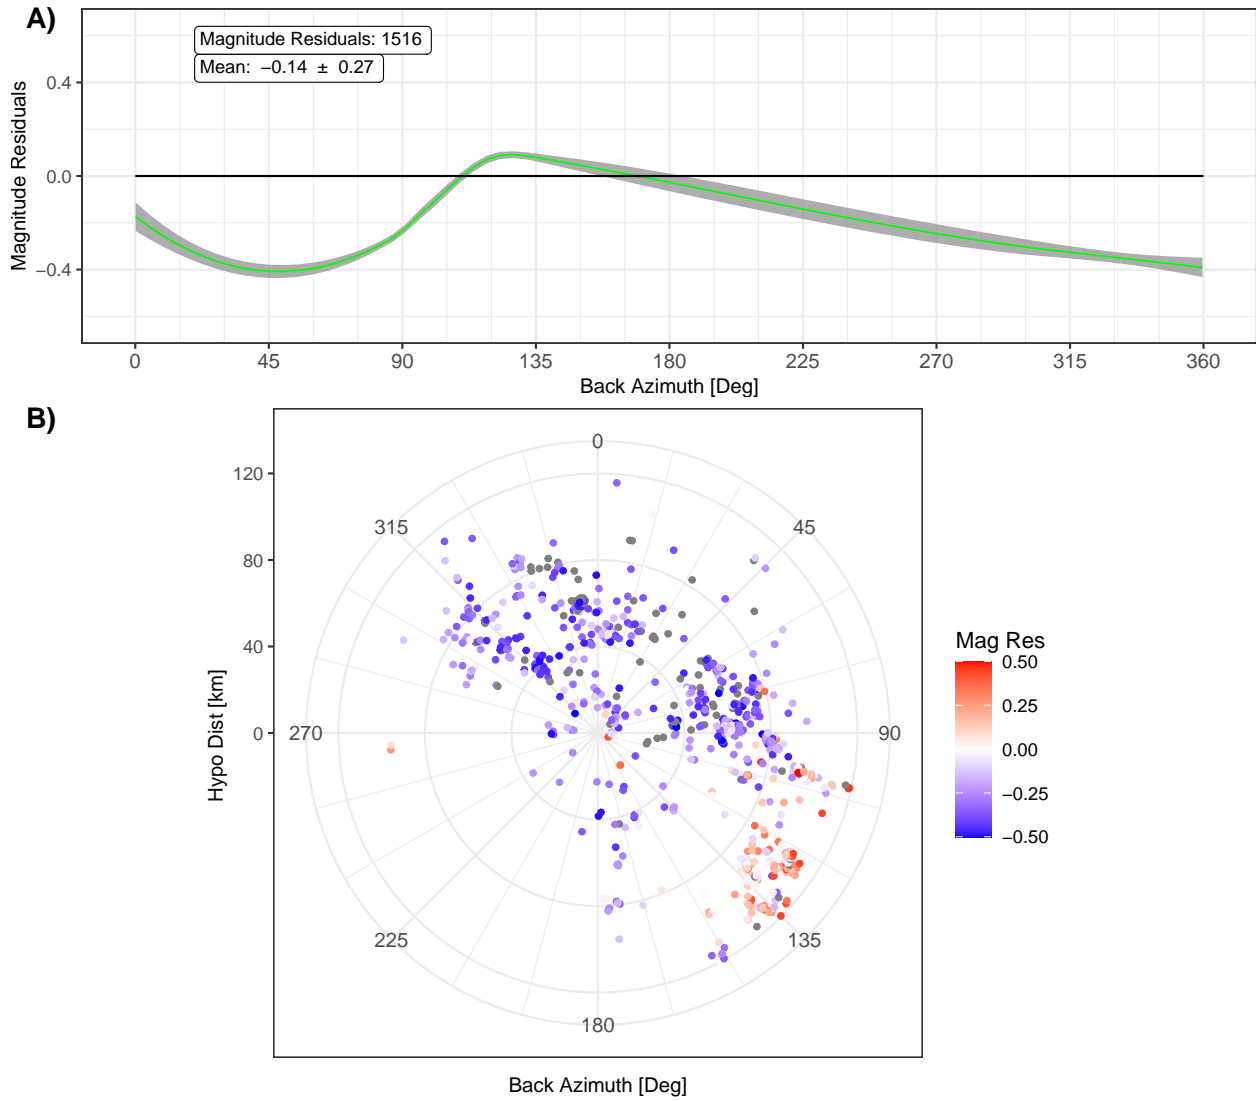 A)
Magnitude Residuals: 1516
Mean: −0.14 ± 0.27
Magnitude Residuals
0.4
0.0
−0.4
0 45 90 135 180 225 270 315 360
Back Azimuth [Deg]
B)
Hypo Dist [km]
120
80
40
0
0
45
90
135
180
225
270
315
Back Azimuth [Deg]
Mag Res
0.50
0.25
0.00
−0.25
−0.50